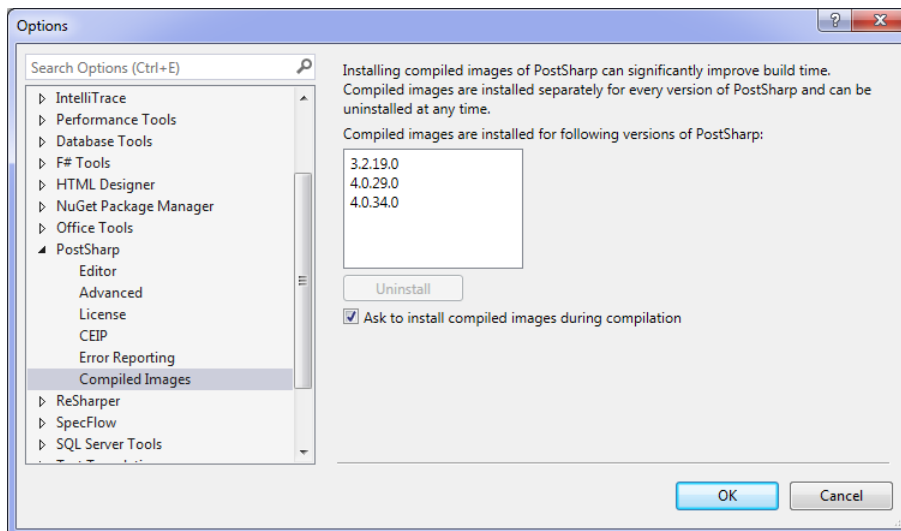 Options
Search Options (Ctrl+E)
IntelliTrace
Performance Tools
Database Tools
F# Tools
HTML Designer
NuGet Package Manager
Office Tools
PostSharp
Editor
Advanced
License
CEIP
Error Reporting
Compiled Images
ReSharper
SpecFlow
SQL Server Tools
Installing compiled images of PostSharp can significantly improve build time.
Compiled images are installed separately for every version of PostSharp and can be
uninstalled at any time.
Compiled images are installed for following versions of PostSharp:
3.2.19.0
4.0.29.0
4.0.34.0
Uninstall
Ask to install compiled images during compilation
OK
Cancel